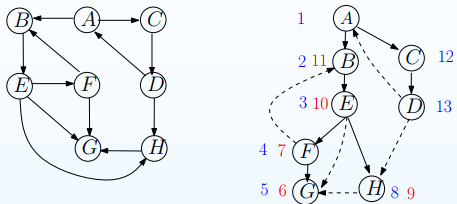 B A C 1 A
2 11 B C 12
E F D 3 10 E D 13
4 7 F
G H 5 6 G H 8 9